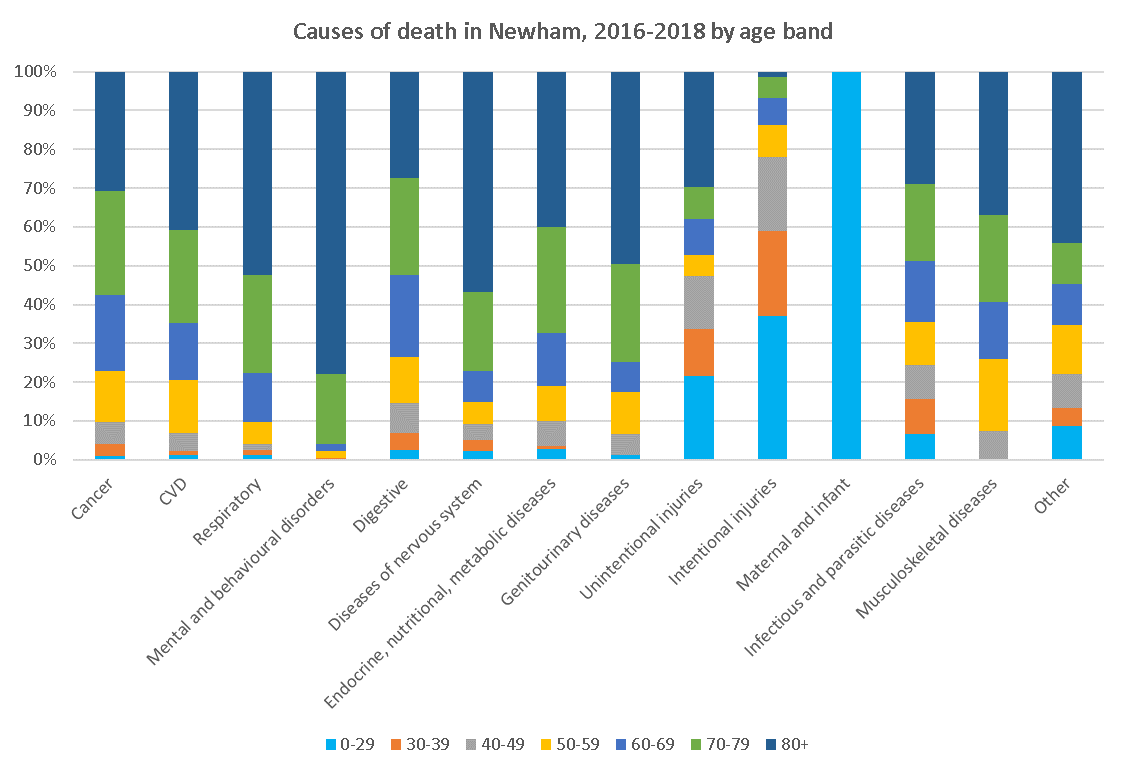 Causes of death in Newham, 2016-2018 by age band
100%
90%
80%
70%
60%
50%
40%
30%
20%
10%
0%
Cancer
CVD
Respiratory
Mental and behavioural disorders
Digestive
Diseases of nervous system
Endocrine, nutritional, metabolic diseases
Genitourinary diseases
Unintentional injuries
Intentional injuries
Maternal and infant
Infectious and parasitic diseases
Musculoskeletal diseases
Other
0-29 30-39 40-49 50-59 60-69 70-79 80+